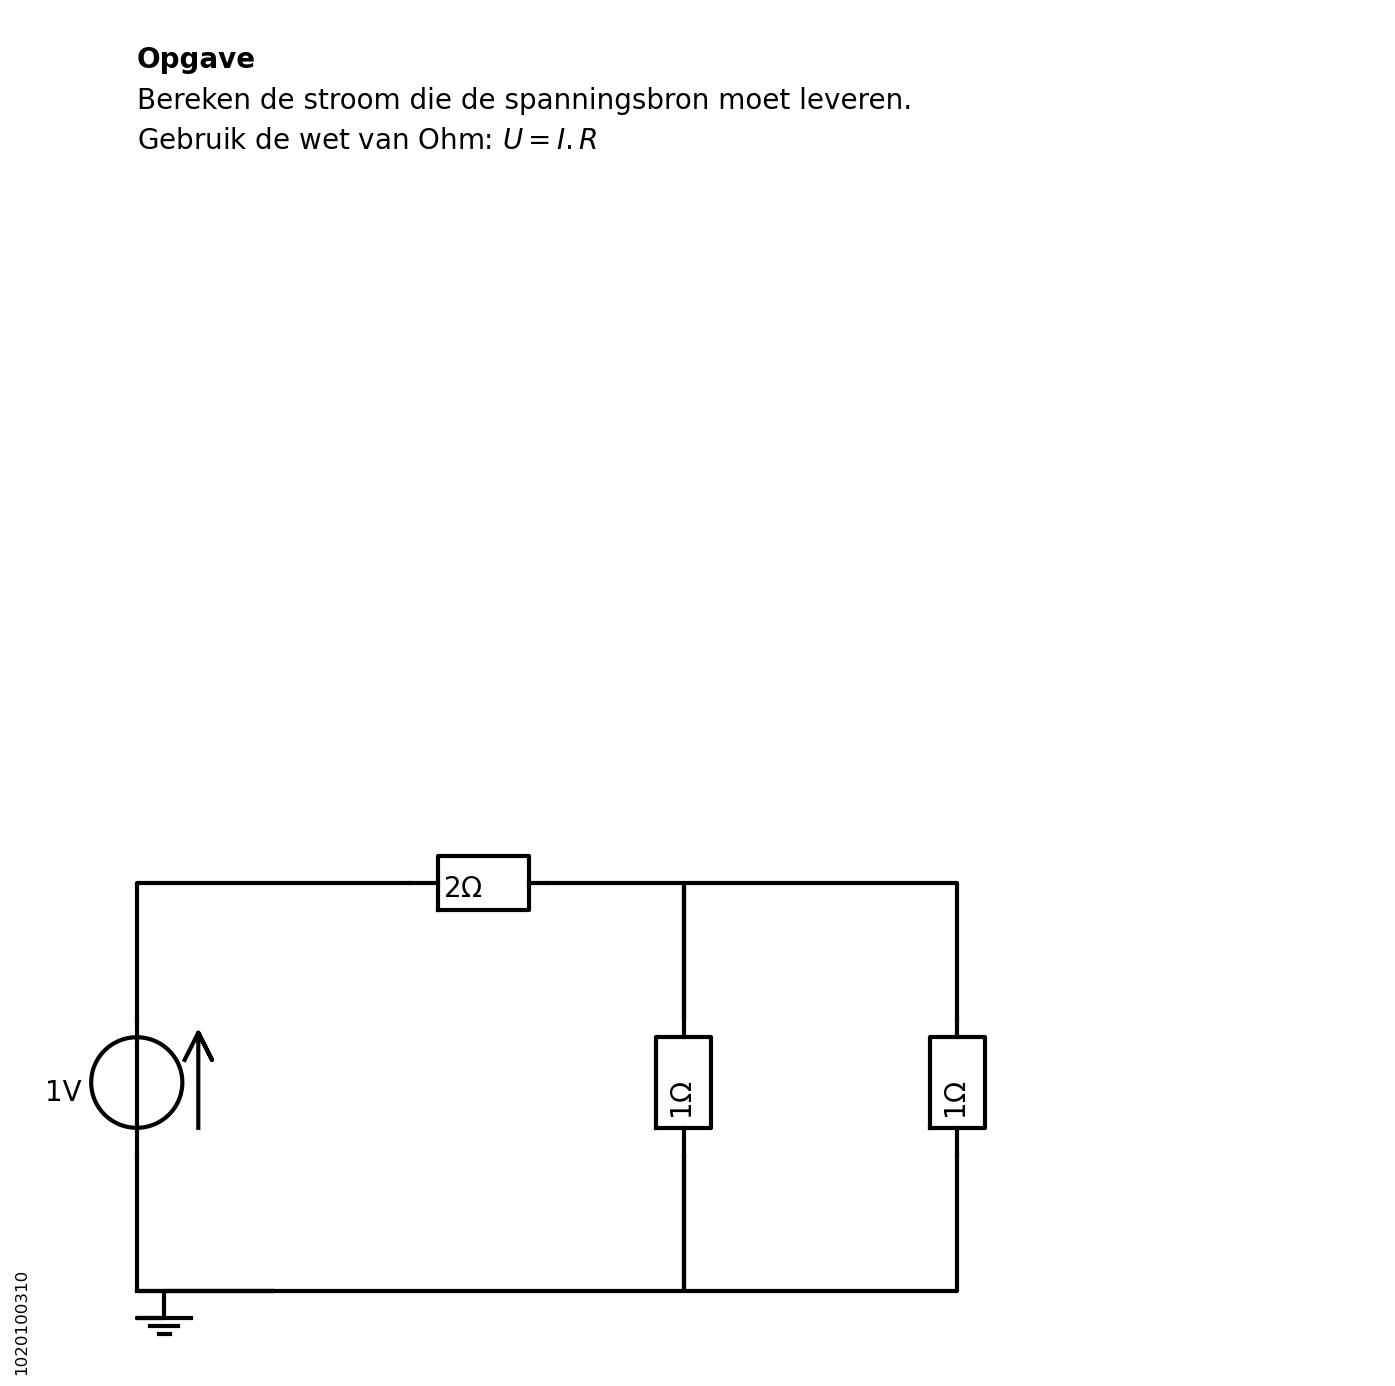 Opgave
Bereken de stroom die de spanningsbron moet leveren.
Gebruik de wet van Ohm: U = I.R
2Ω
1V
1Ω
1Ω
1020100310